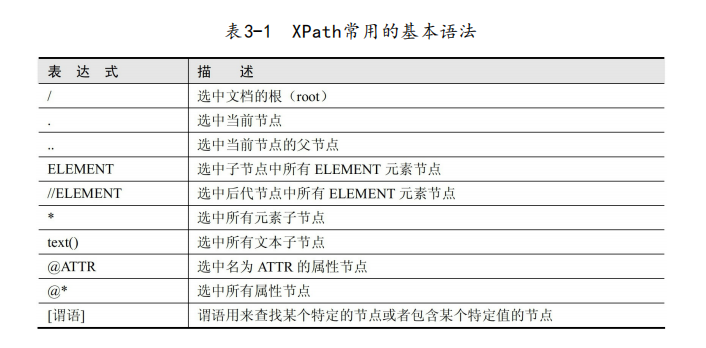 表3-1 XPath常用的基本语法
表 达 式 描 述
/ 选中文档的根（root）
. 选中当前节点
.. 选中当前节点的父节点
ELEMENT 选中子节点中所有 ELEMENT 元素节点
//ELEMENT 选中后代节点中所有 ELEMENT 元素节点
* 选中所有元素子节点
text() 选中所有文本子节点
@ATTR 选中名为 ATTR 的属性节点
@* 选中所有属性节点
[谓语] 谓语用来查找某个特定的节点或者包含某个特定值的节点